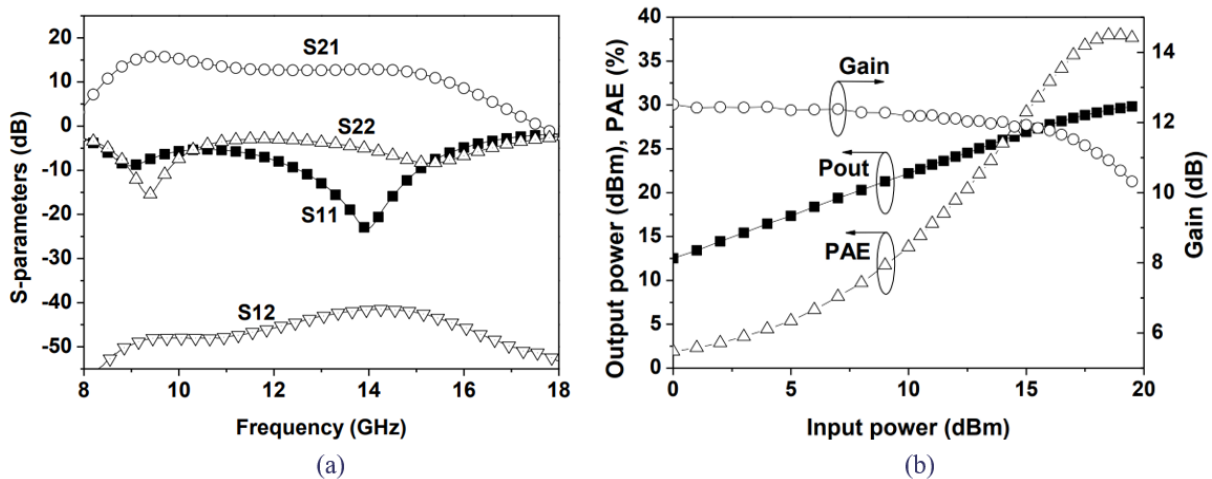 S-parameters (dB)
20
10
0
-10
-20
-30
-40
-50
S21
S22
S11
S12
8
10
12
14
16
18
Frequency (GHz)
(a)
Output power (dBm), PAE (%)
40
35
30
25
20
15
10
5
0
Gain
Pout
PAE
0
5
10
15
20
Input power (dBm)
14
12
10
8
6
Gain (dB)
(b)